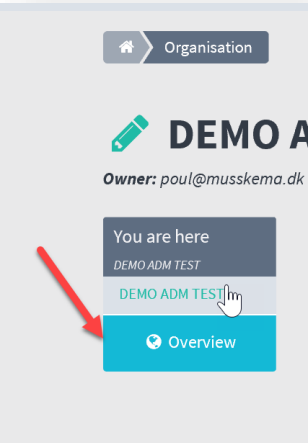 Organisation
DEMO A
Owner: poul@musskema.dk
You are here
DEMO ADM TEST
DEMO ADM TEST
Overview